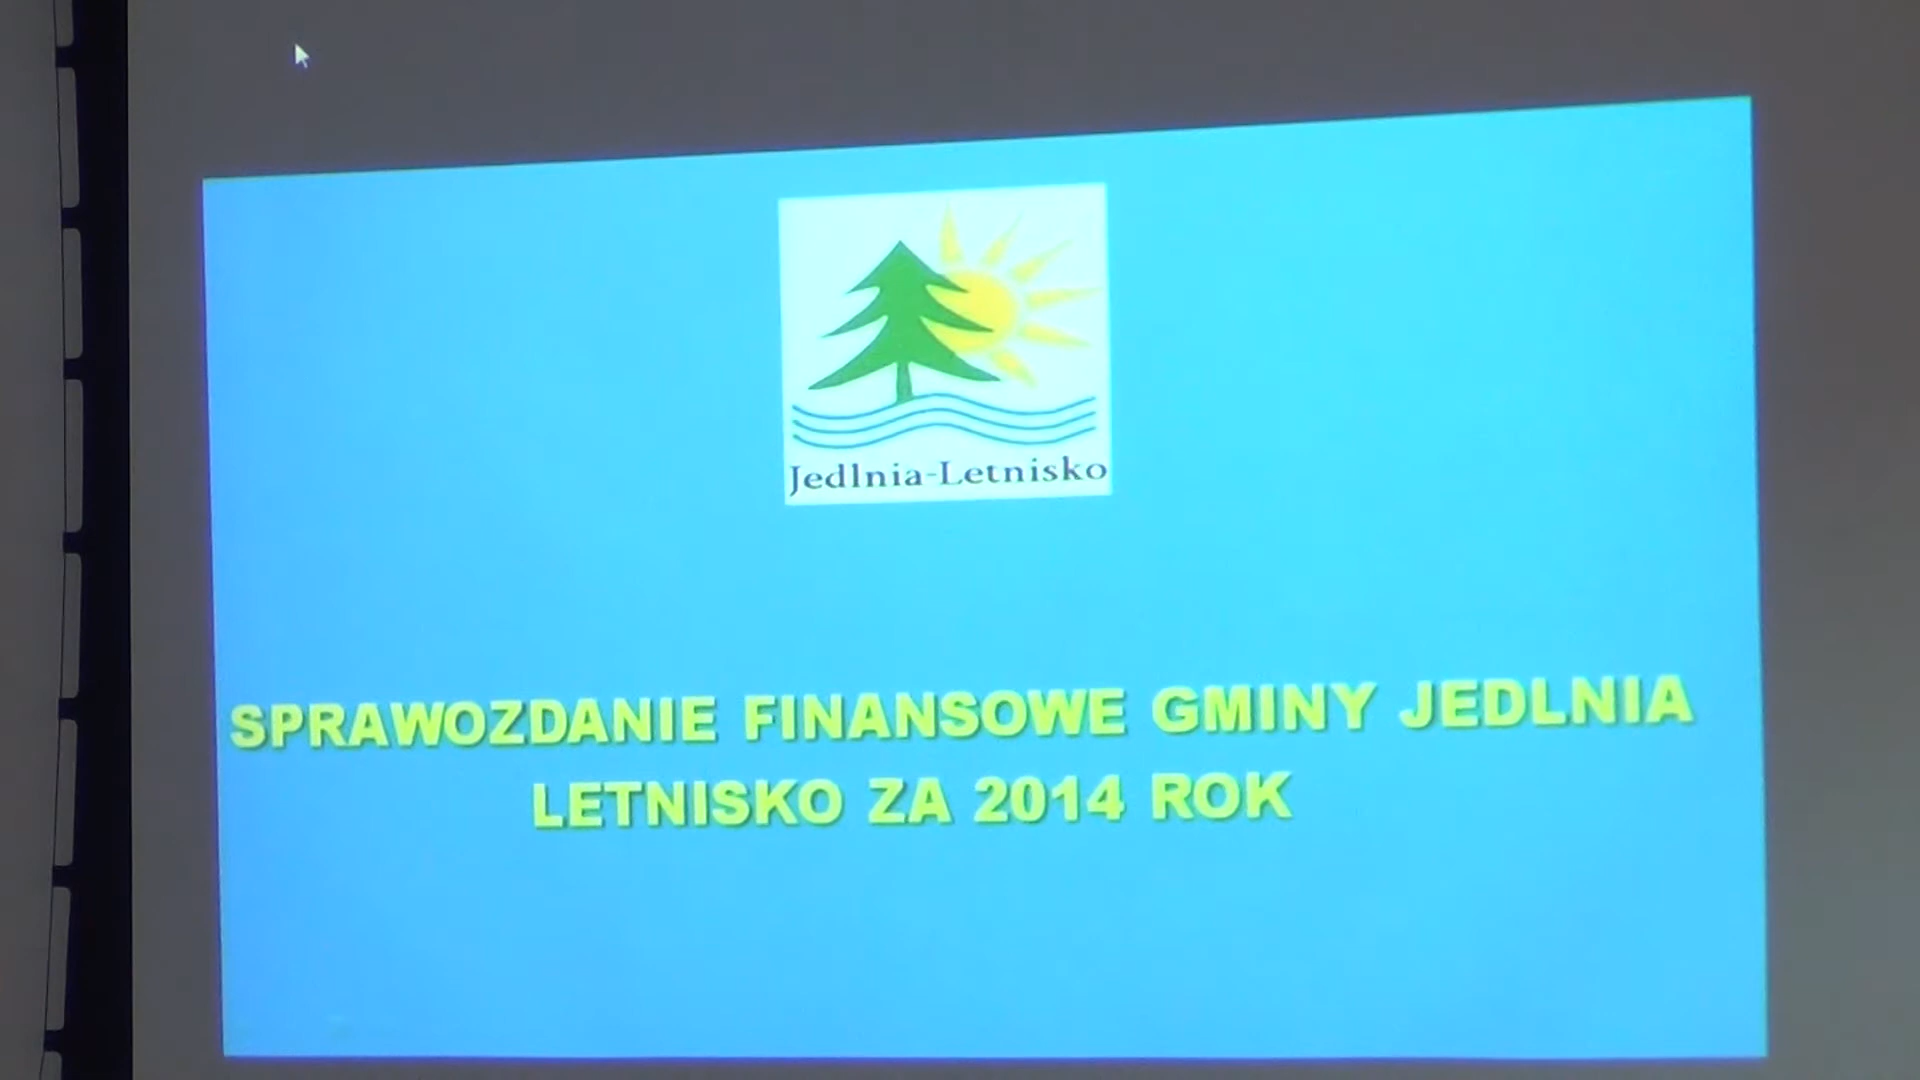 Jedlnia-Letnisko
SPRAWOZDANIE FINANSOWE GMINY JEDLNIA
LETNISKO ZA 2014 ROK